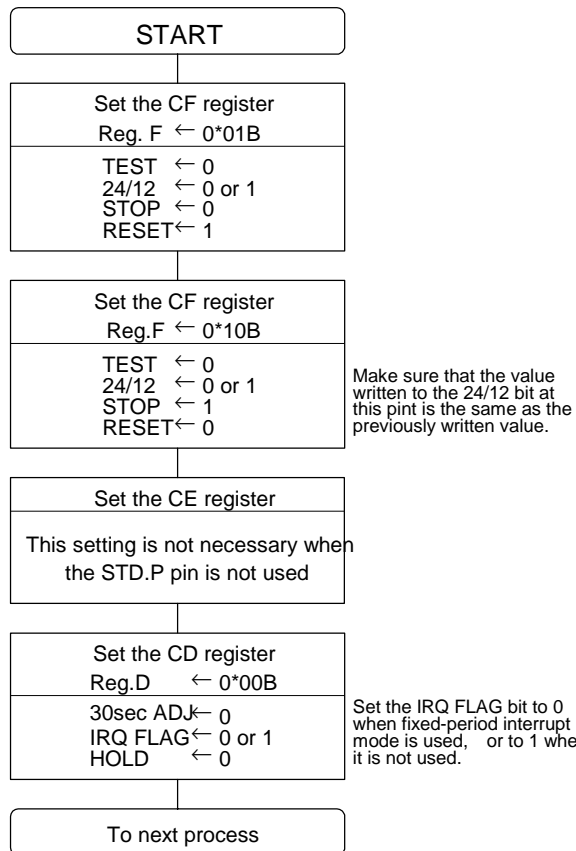 START
Set the CF register
Reg. F ← 0*01B
TEST ← 0
24/12 ← 0 or 1
STOP ← 0
RESET ← 1
Set the CF register
Reg.F ← 0*10B
TEST ← 0
24/12 ← 0 or 1
STOP ← 1
RESET ← 0
Make sure that the value
written to the 24/12 bit at
this pint is the same as the
previously written value.
Set the CE register
This setting is not necessary when
the STD.P pin is not used
Set the CD register
Reg.D ← 0*00B
30sec ADJ ← 0
IRQ FLAG ← 0 or 1
HOLD ← 0
Set the IRQ FLAG bit to 0
when fixed-period interrupt
mode is used, or to 1 whe
it is not used.
To next process